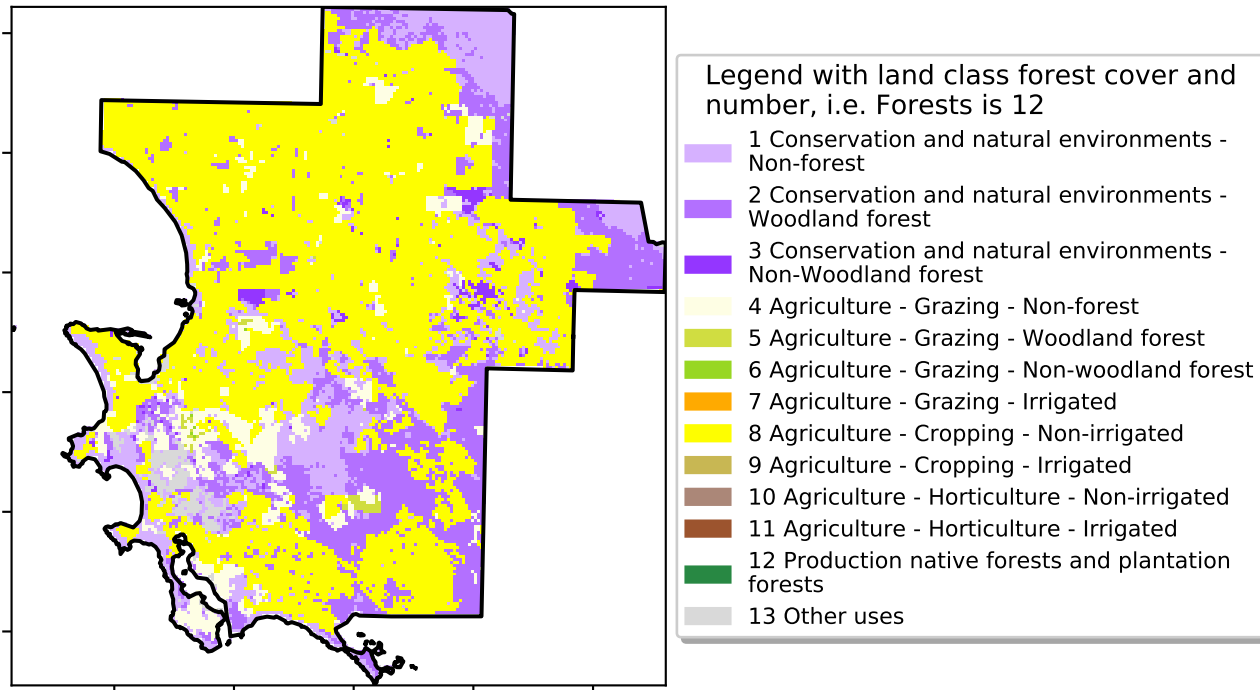 Legend with land class forest cover and
number, i.e. Forests is 12
1 Conservation and natural environments -
Non-forest
2 Conservation and natural environments -
Woodland forest
3 Conservation and natural environments -
Non-Woodland forest
4 Agriculture - Grazing - Non-forest
5 Agriculture - Grazing - Woodland forest
6 Agriculture - Grazing - Non-woodland forest
7 Agriculture - Grazing - Irrigated
8 Agriculture - Cropping - Non-irrigated
9 Agriculture - Cropping - Irrigated
10 Agriculture - Horticulture - Non-irrigated
11 Agriculture - Horticulture - Irrigated
12 Production native forests and plantation
forests
13 Other uses